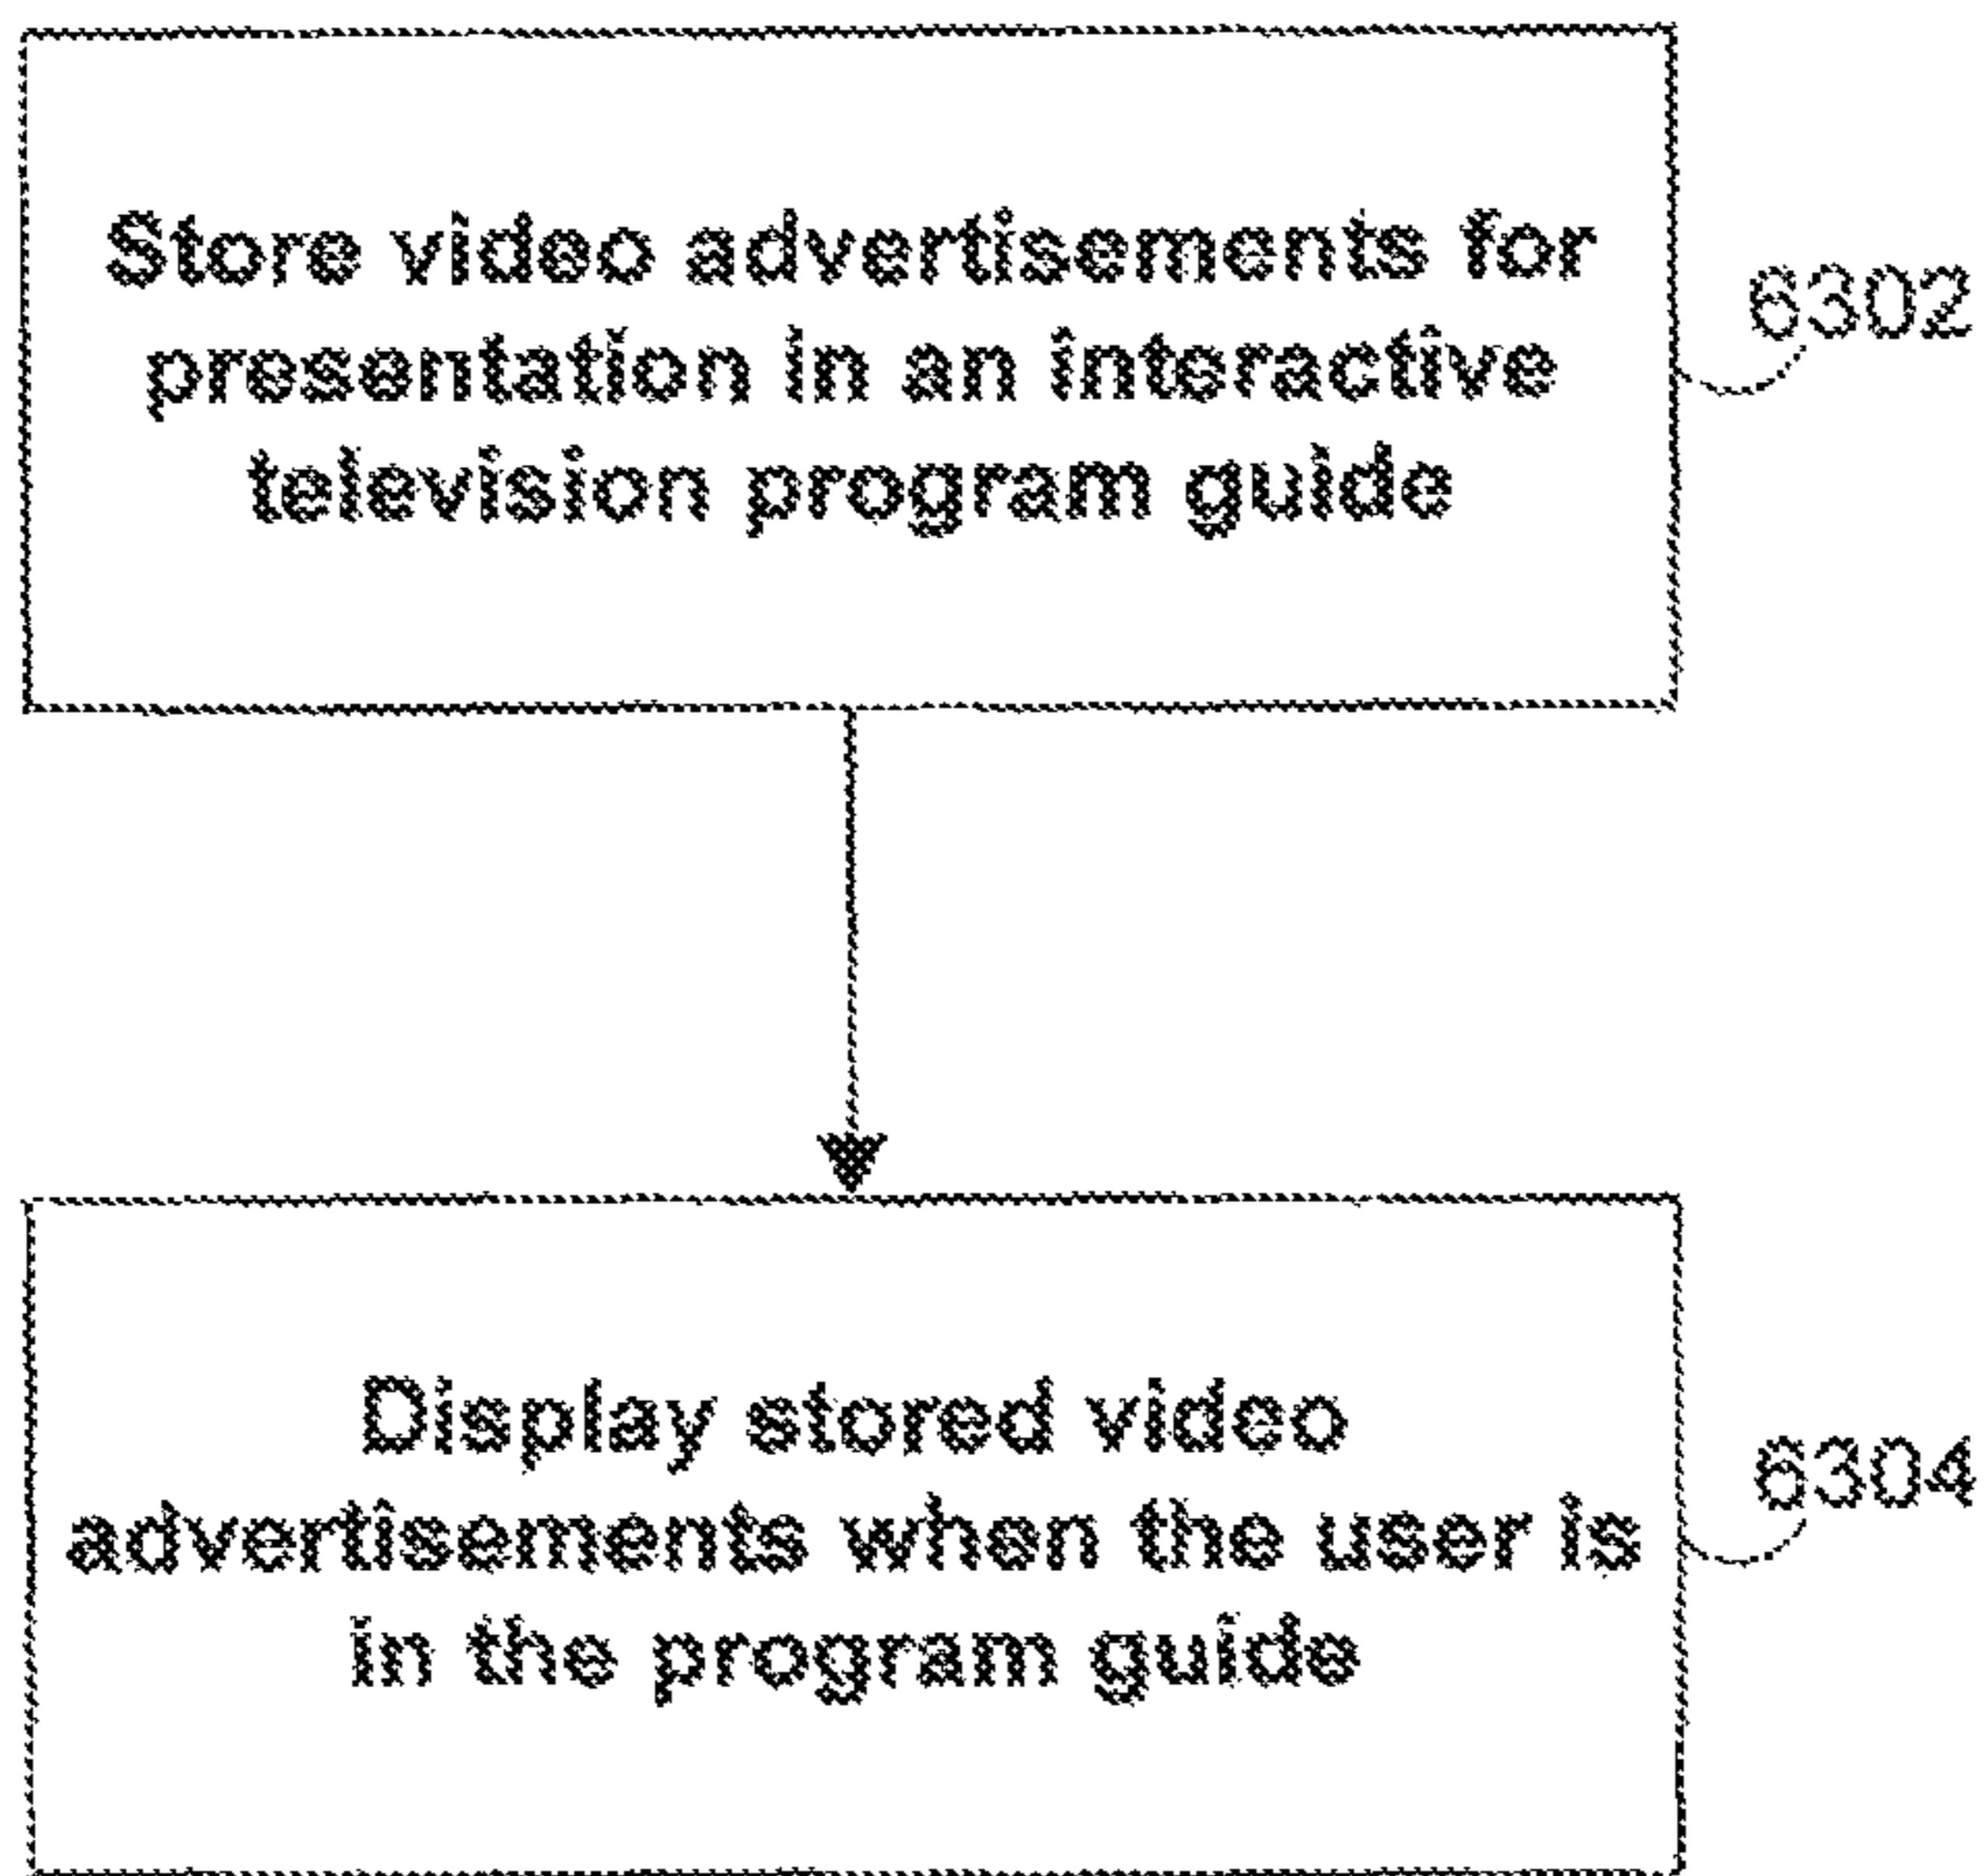 Store video advertisements for
presentation in an interactive
television program guide
6302
Display stored video
advertisements when the user is
in the program guide
6304